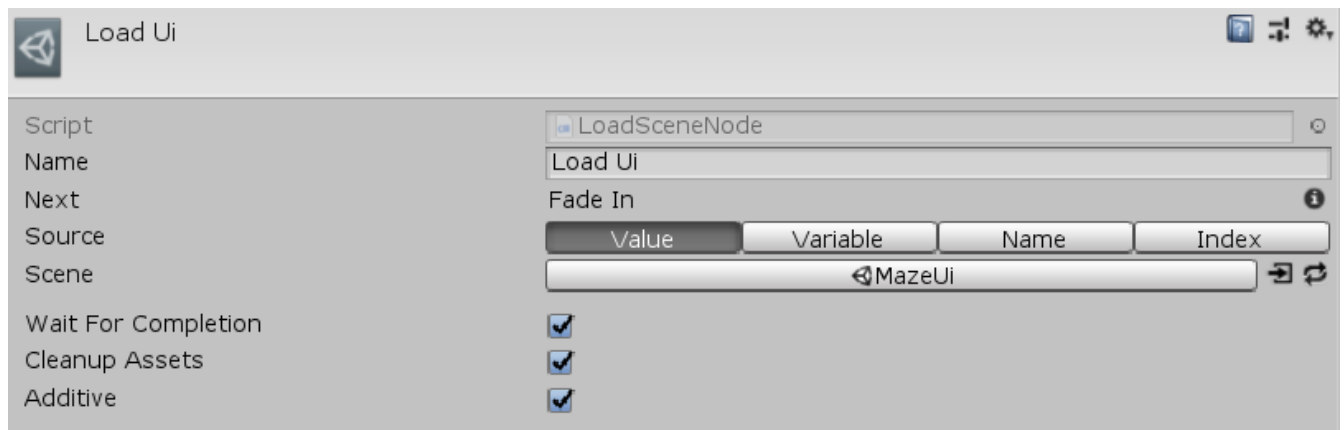 Load Ui
Script LoadSceneNode
Name Load Ui
Next Fade In
Source Value Variable Name Index
Scene MazeUi
Wait For Completion
Cleanup Assets
Additive